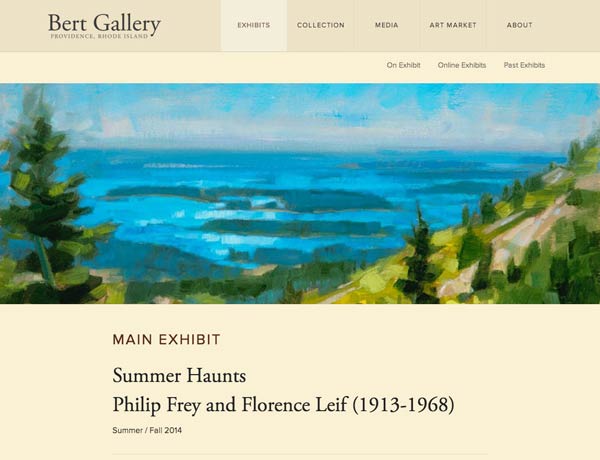 Bert Gallery
PROVIDENCE, RHODE ISLAND
EXHIBITS COLLECTION MEDIA ART MARKET ABOUT
On Exhibit Online Exhibits Past Exhibits
MAIN EXHIBIT
Summer Haunts
Philip Frey and Florence Leif (1913-1968)
Summer / Fall 2014